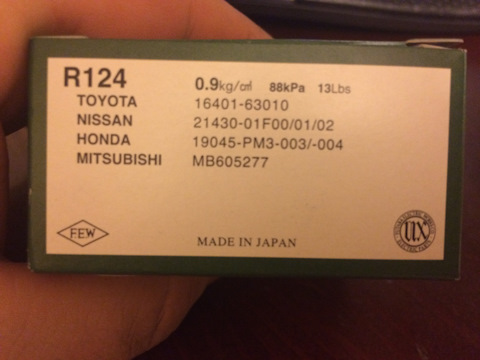 R124 0.9kg/c㎡ 88kPa 13Lbs
TOYOTA 16401-63010
NISSAN 21430-01F00/01/02
HONDA 19045-PM3-003/-004
MITSUBISHI MB605277
FEW
MADE IN JAPAN
UX